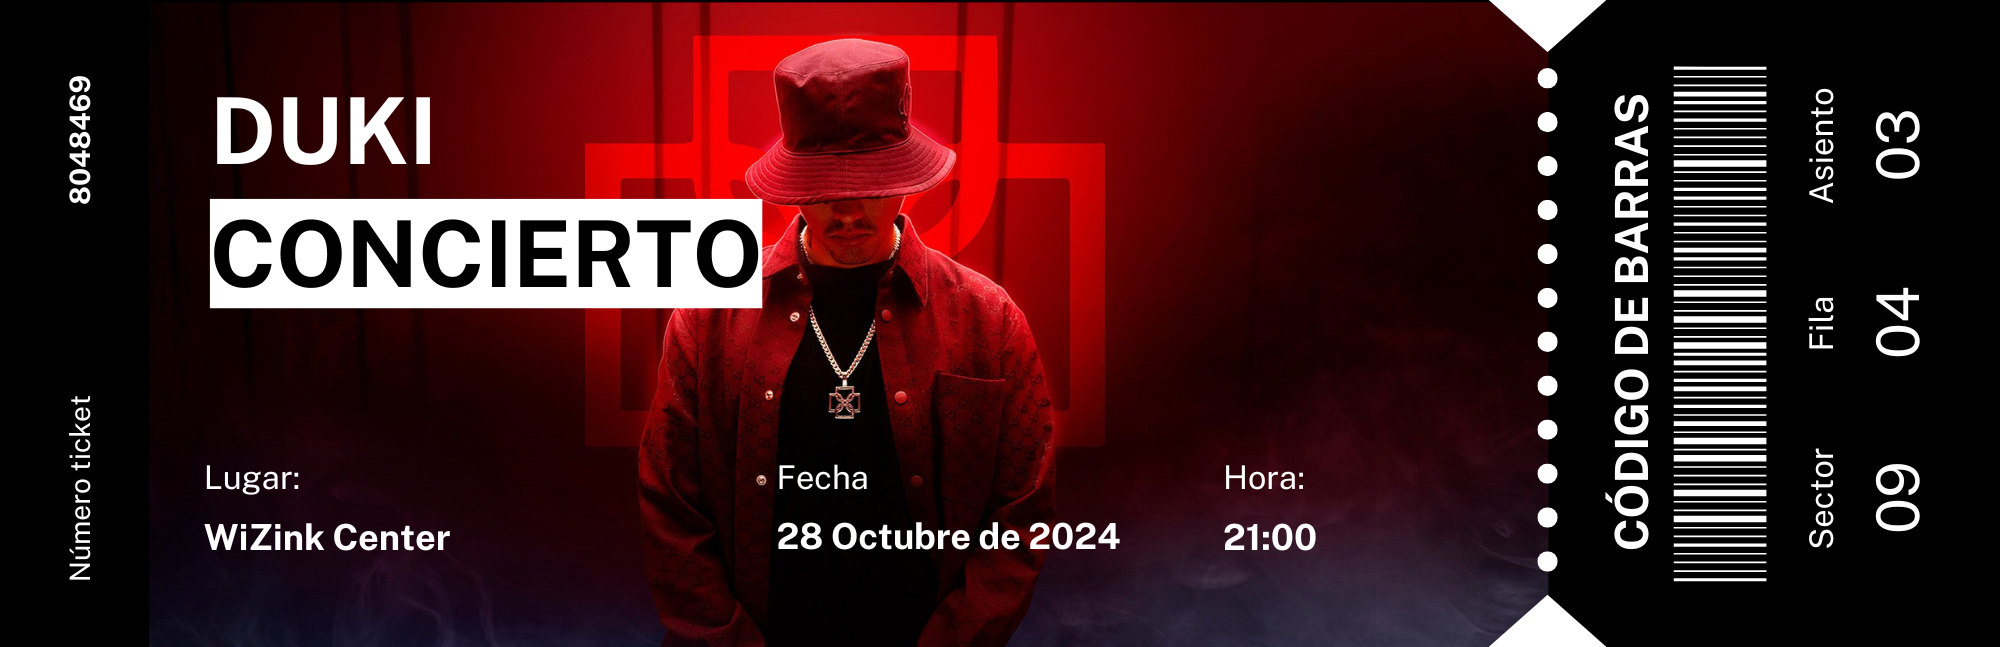 Número ticket
8048469
DUKI
CONCIERTO
Lugar:
WiZink Center
Fecha
28 Octubre de 2024
Hora:
21:00
CÓDIGO DE BARRAS
Sector
Fila
Asiento
09
04
03